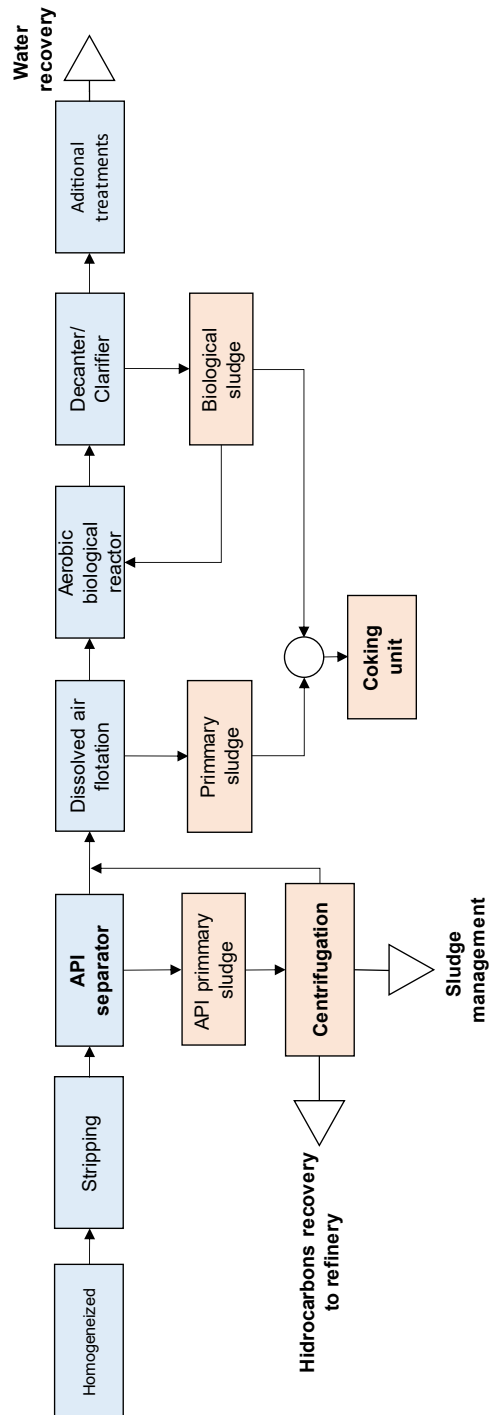 Homogeneized
Stripping
API
separator
Dissolved air
flotation
Aerobic
biological
reactor
Decanter/
Clarifier
Aditional
treatments
Water
recovery
API primmary
sludge
Primmary
sludge
Biological
sludge
Centrifugation
Coking
unit
Hidrocarbons recovery
to refinery
Sludge
management